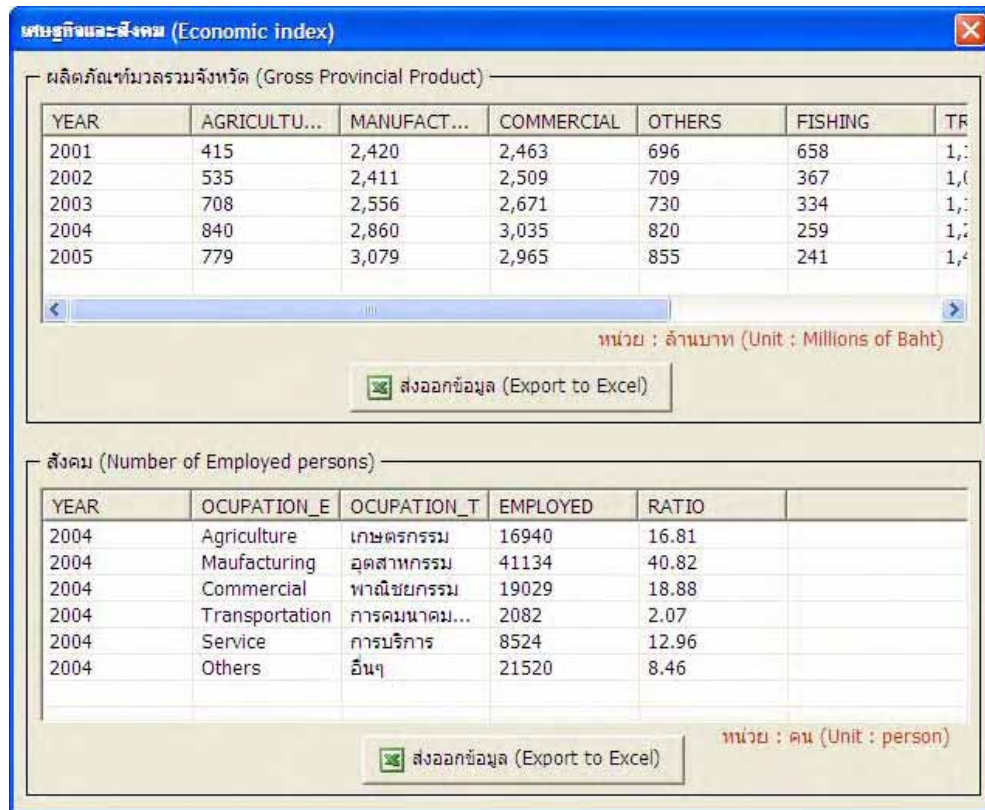 เศษฐกิจและสังคม (Economic index)
ผลิตภัณฑ์มวลรวมจังหวัด (Gross Provincial Product)
YEAR AGRICULTU... MANUFACT... COMMERCIAL OTHERS FISHING TR
2001 415 2,420 2,463 696 658
2002 535 2,411 2,509 709 367
2003 708 2,556 2,671 730 334
2004 840 2,860 3,035 820 259
2005 779 3,079 2,965 855 241
หน่วย : ล้านบาท (Unit : Millions of Baht)
ส่งออกข้อมูล (Export to Excel)
สังคม (Number of Employed persons)
YEAR OCUPATION_E OCUPATION_T EMPLOYED RATIO
2004 Agriculture เกษตรกรรม 16940 16.81
2004 Maufacturing อุตสาหกรรม 41134 40.82
2004 Commercial พาณิชยกรรม 19029 18.88
2004 Transportation การคมนาคม... 2082 2.07
2004 Service การบริการ 8524 12.96
2004 Others อื่นๆ 21520 8.46
หน่วย : คน (Unit : person)
ส่งออกข้อมูล (Export to Excel)